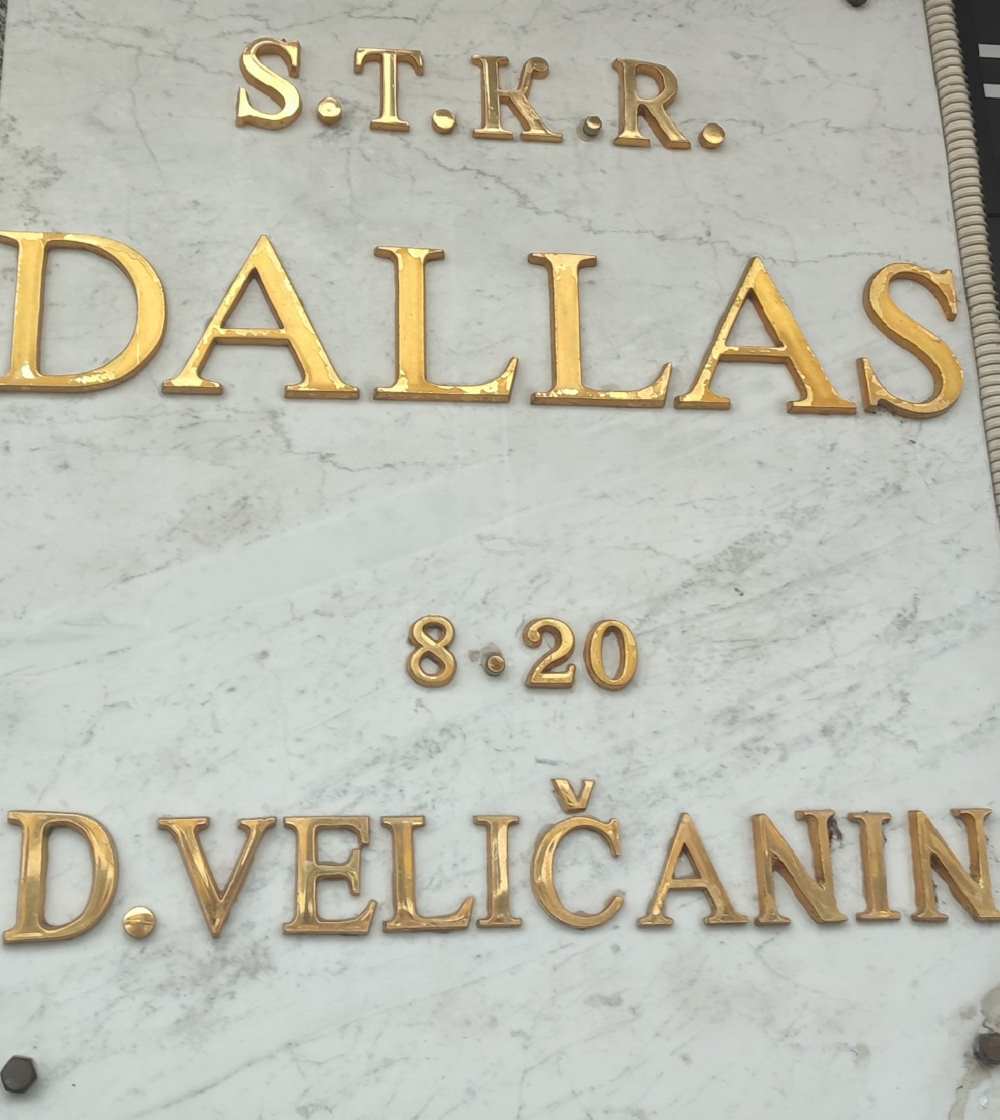 S.T.K.R.
DALLAS
8•20
D.VELIČANIN